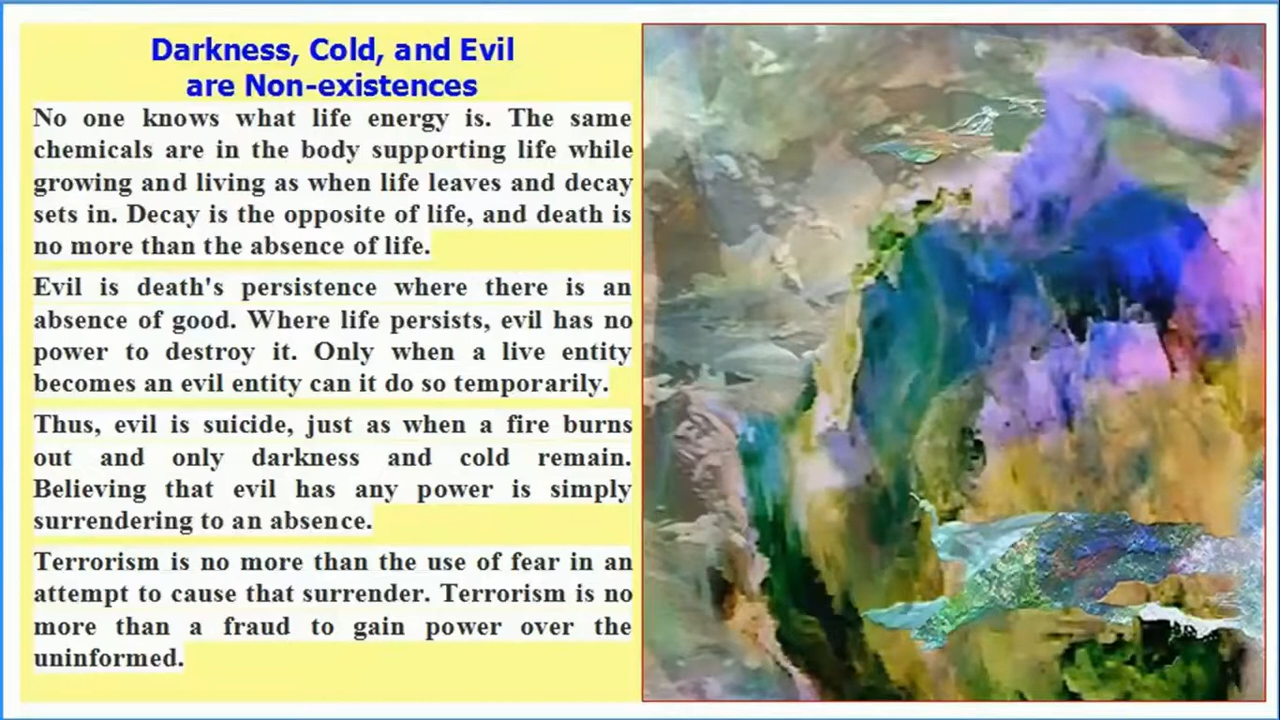 Darkness, Cold, and Evil
are Non-existences
No one knows what life energy is. The same
chemicals are in the body supporting life while
growing and living as when life leaves and decay
sets in. Decay is the opposite of life, and death is
no more than the absence of life.
Evil is death's persistence where there is an
absence of good. Where life persists, evil has no
power to destroy it. Only when a live entity
becomes an evil entity can it do so temporarily.
Thus, evil is suicide, just as when a fire burns
out and only darkness and cold remain.
Believing that evil has any power is simply
surrendering to an absence.
Terrorism is no more than the use of fear in an
attempt to cause that surrender. Terrorism is no
more than a fraud to gain power over the
uninformed.